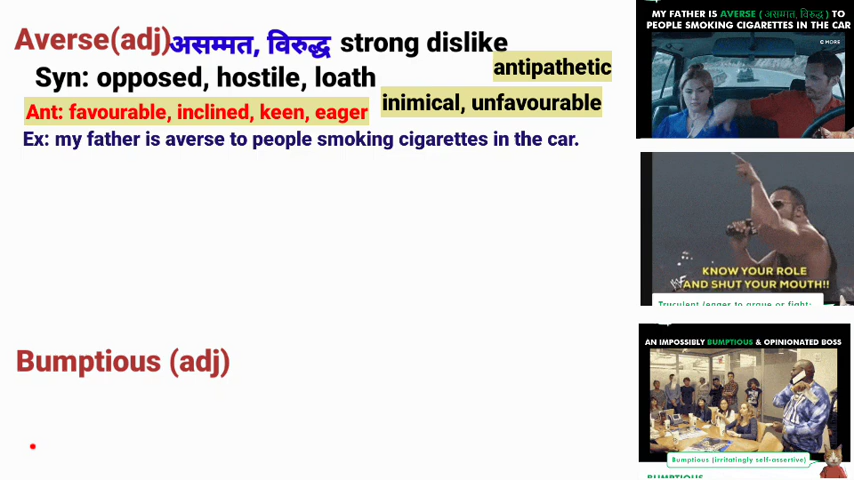 Averse(adj) असम्मत, विरुद्ध strong dislike
Syn: opposed, hostile, loath antipathetic
Ant: favourable, inclined, keen, eager inimical, unfavourable
Ex: my father is averse to people smoking cigarettes in the car.
Bumptious (adj)
MY FATHER IS AVERSE ( असम्मत, विरुद्ध ) TO
PEOPLE SMOKING CIGARETTES IN THE CAR
MORE
KNOW YOUR ROLE
AND SHUT YOUR MOUTH!!
Truculent (eager to argue or fight;
AN IMPOSSIBLY BUMPTIOUS & OPINIONATED BOSS
Bumptious (irritatingly self-assertive)
BUMPTIOUS